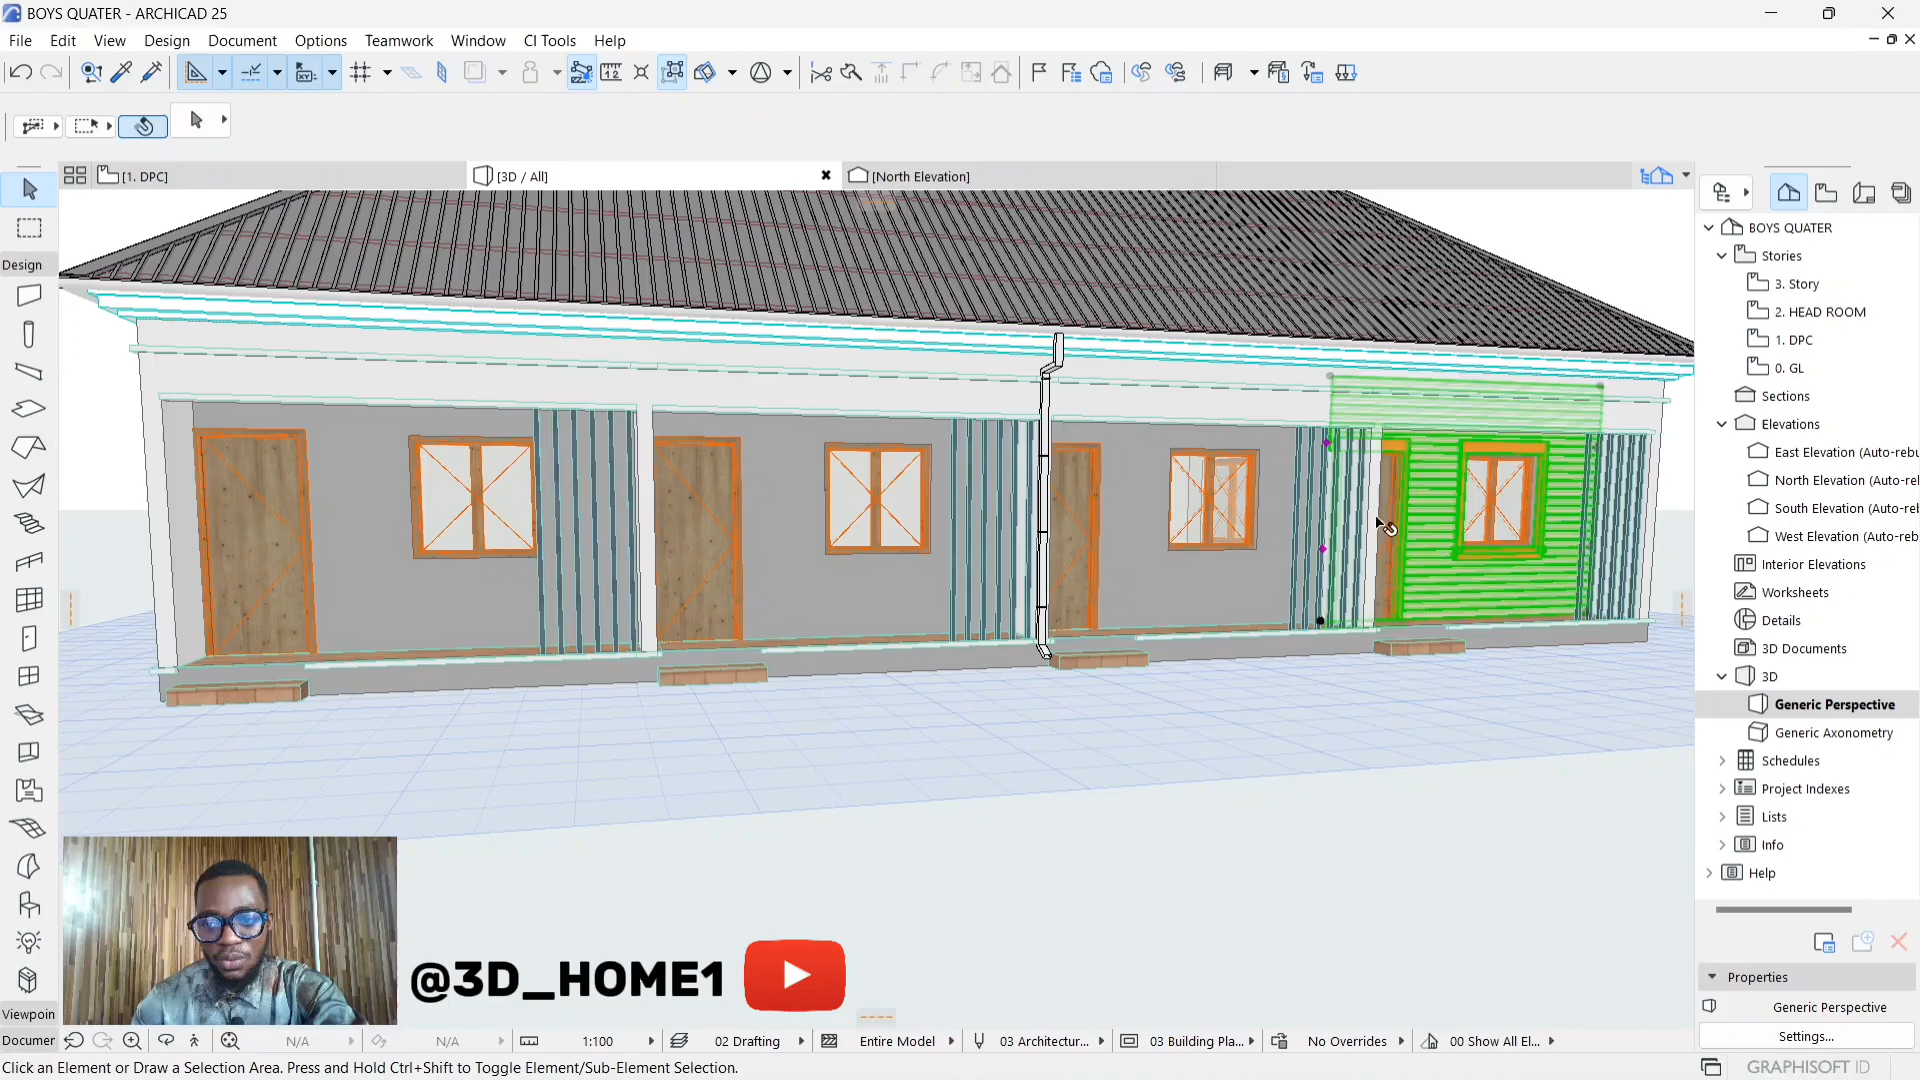 BOYS QUATER - ARCHICAD 25
File Edit View Design Document Options Teamwork Window CI Tools Help
[1. DPC] [3D / All] [North Elevation]
Design
BOYS QUATER
Stories
3. Story
2. HEAD ROOM
1. DPC
0. GL
Sections
Elevations
East Elevation (Auto-rebu
North Elevation (Auto-rel
South Elevation (Auto-rel
West Elevation (Auto-reb
Interior Elevations
Worksheets
Details
3D Documents
3D
Generic Perspective
Generic Axonometry
Schedules
Project Indexes
Lists
Info
Help
Properties
Generic Perspective
Settings...
@3D_HOME1
Viewpoin
Documer
N/A N/A 1:100 02 Drafting Entire Model 03 Architectur... 03 Building Pla... No Overrides 00 Show All El...
Click an Element or Draw a Selection Area. Press and Hold Ctrl+Shift to Toggle Element/Sub-Element Selection.
GRAPHISOFT ID